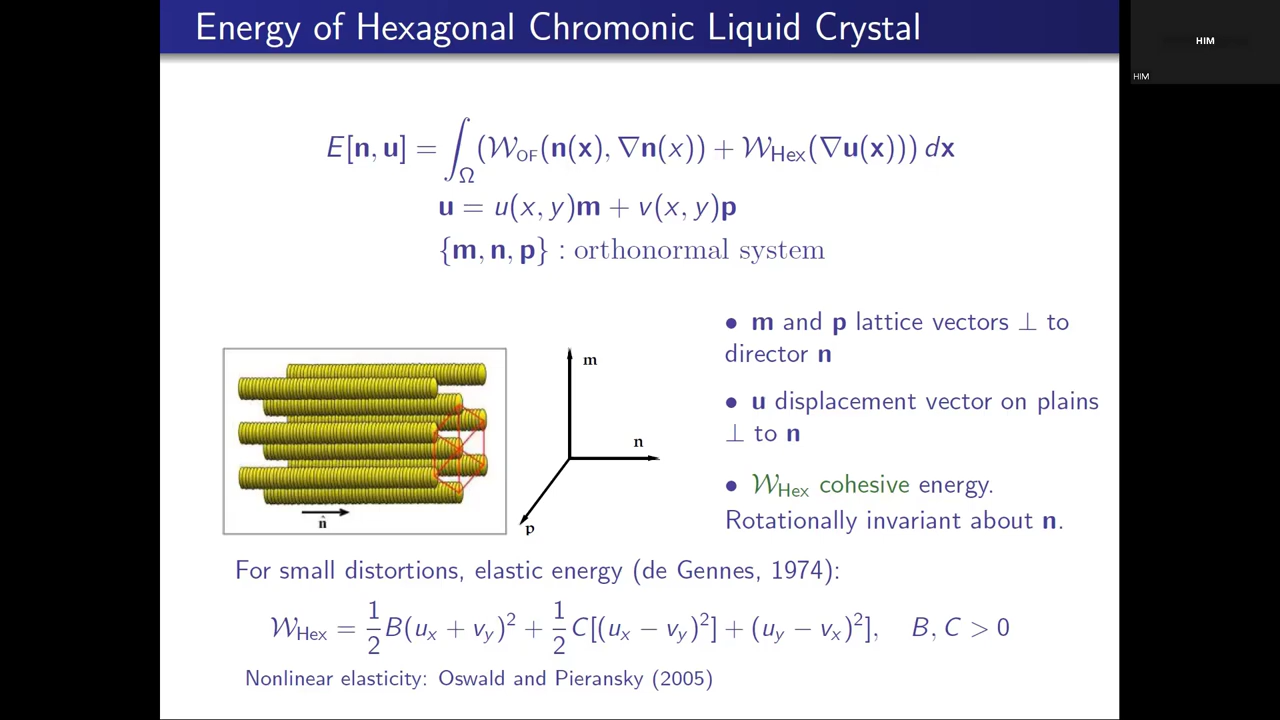 Energy of Hexagonal Chromonic Liquid Crystal
HIM
HIM
E[n, u] = ∫_Ω (𝒲_OF(n(x), ∇n(x)) + 𝒲_Hex(∇u(x))) dx
u = u(x, y)m + v(x, y)p
{m, n, p} : orthonormal system
• m and p lattice vectors ⊥ to
director n
• u displacement vector on plains
⊥ to n
• 𝒲_Hex cohesive energy.
Rotationally invariant about n.
n̂
m
n
p
For small distortions, elastic energy (de Gennes, 1974):
𝒲_Hex = 1/2 B(u_x + v_y)² + 1/2 C[(u_x − v_y)²] + (u_y − v_x)²], B, C > 0
Nonlinear elasticity: Oswald and Pieransky (2005)